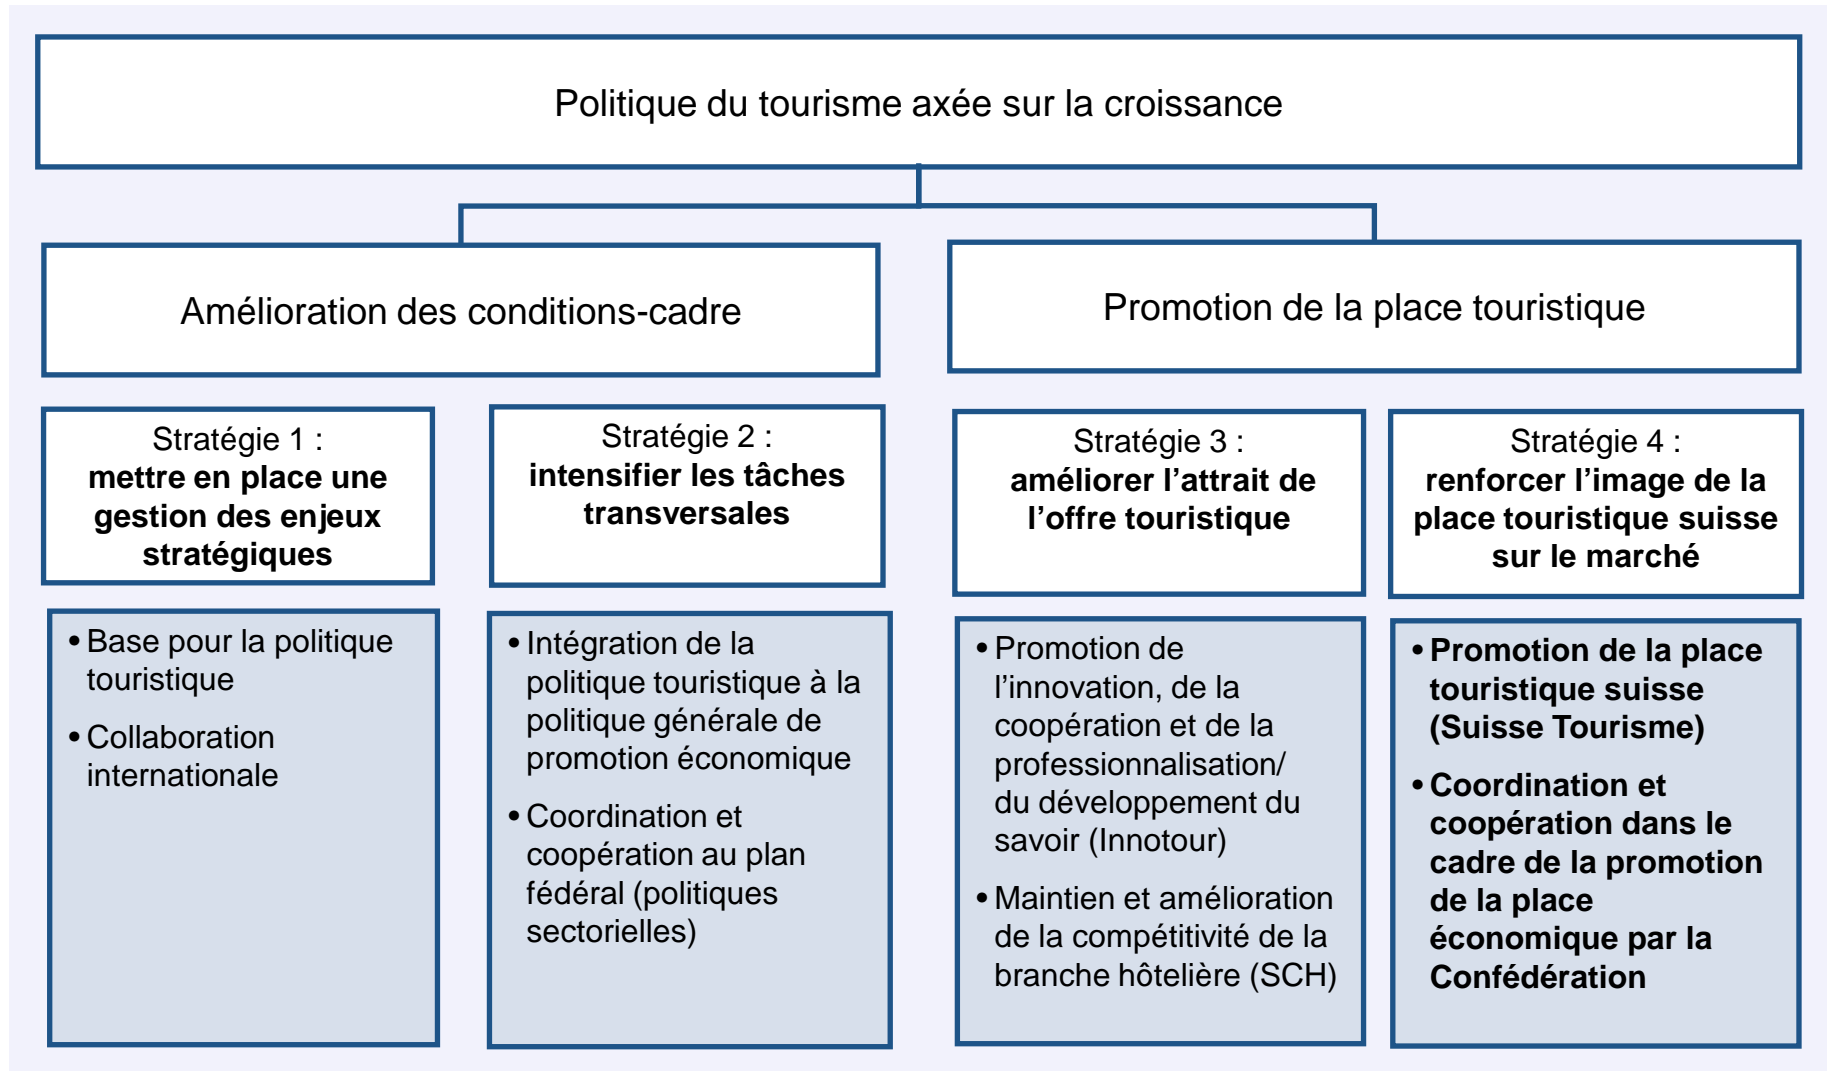 Politique du tourisme axée sur la croissance
Amélioration des conditions-cadre
Promotion de la place touristique
Stratégie 1 :
mettre en place une
gestion des enjeux
stratégiques
Stratégie 2 :
intensifier les tâches
transversales
Stratégie 3 :
améliorer l’attrait de
l’offre touristique
Stratégie 4 :
renforcer l’image de la
place touristique suisse
sur le marché
• Base pour la politique
touristique
• Collaboration
internationale
• Intégration de la
politique touristique à la
politique générale de
promotion économique
• Coordination et
coopération au plan
fédéral (politiques
sectorielles)
• Promotion de
l’innovation, de la
coopération et de la
professionnalisation/
du développement du
savoir (Innotour)
• Maintien et amélioration
de la compétitivité de la
branche hôtelière (SCH)
• Promotion de la place
touristique suisse
(Suisse Tourisme)
• Coordination et
coopération dans le
cadre de la promotion
de la place
économique par la
Confédération